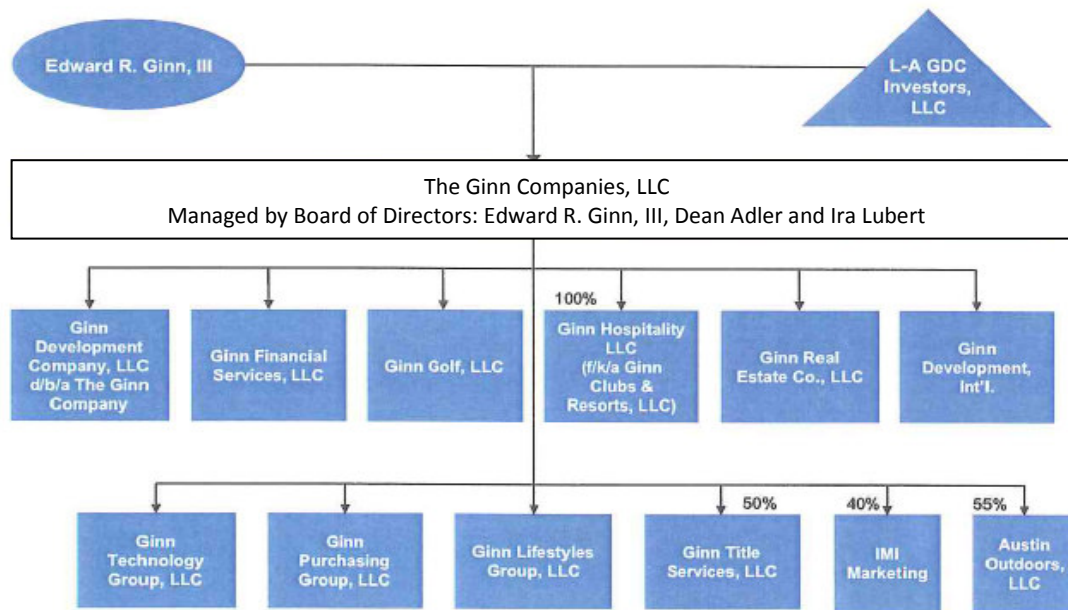 Edward R. Ginn, III
L-A GDC
Investors,
LLC
The Ginn Companies, LLC
Managed by Board of Directors: Edward R. Ginn, III, Dean Adler and Ira Lubert
100%
Ginn
Development
Company, LLC
d/b/a The Ginn
Company
Ginn Financial
Services, LLC
Ginn Golf, LLC
Ginn Hospitality
LLC
(f/k/a Ginn
Clubs &
Resorts, LLC)
Ginn Real
Estate Co., LLC
Ginn
Development,
Int'l.
50%
40%
55%
Ginn
Technology
Group, LLC
Ginn
Purchasing
Group, LLC
Ginn Lifestyles
Group, LLC
Ginn Title
Services, LLC
IMI
Marketing
Austin
Outdoors,
LLC